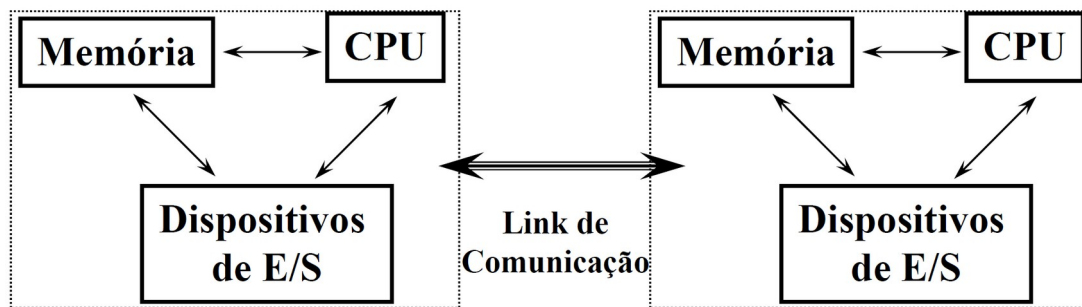 Memória
CPU
Dispositivos
de E/S
Link de
Comunicação
Memória
CPU
Dispositivos
de E/S